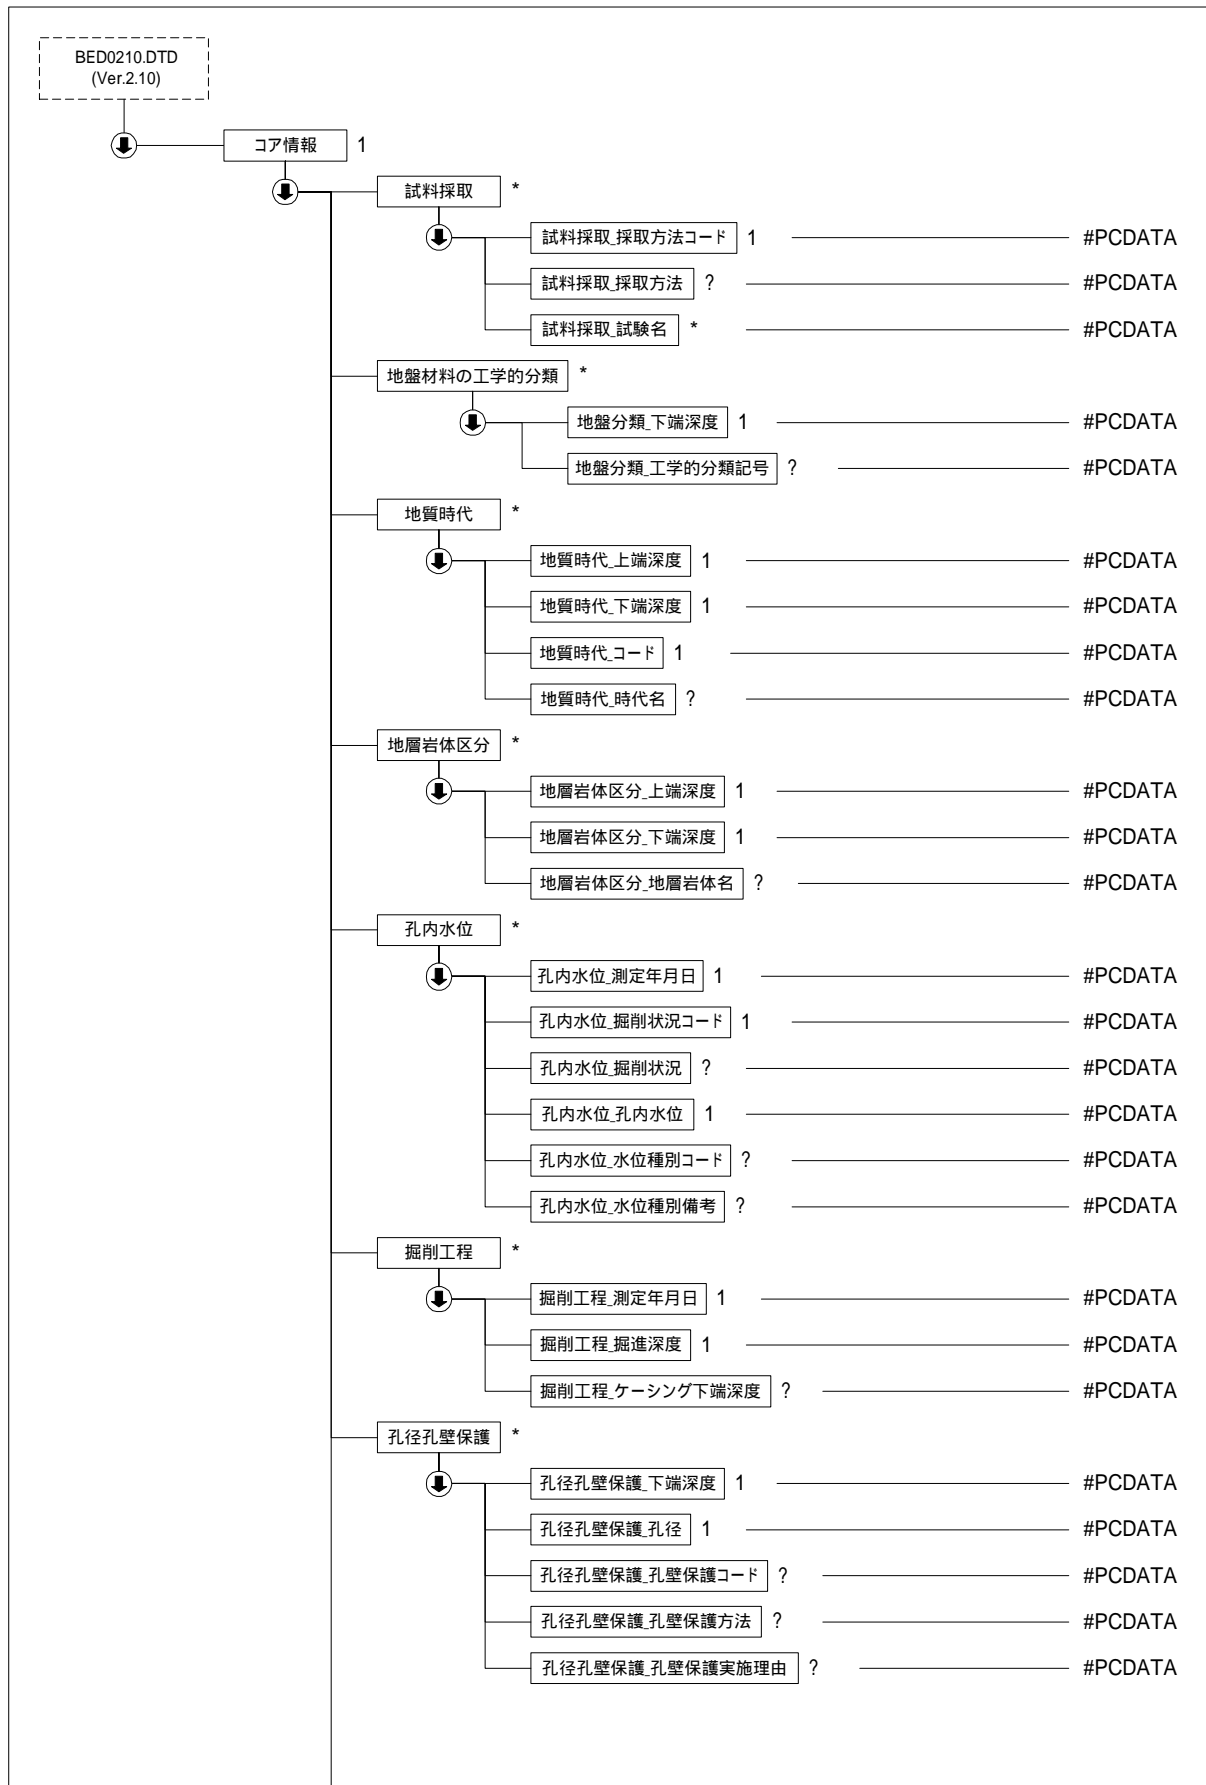 BED0210.DTD
(Ver.2.10)
コア情報 1
試料採取 *
試料採取_採取方法コード 1 #PCDATA
試料採取_採取方法 ? #PCDATA
試料採取_試験名 * #PCDATA
地盤材料の工学的分類 *
地盤分類_下端深度 1 #PCDATA
地盤分類_工学的分類記号 ? #PCDATA
地質時代 *
地質時代_上端深度 1 #PCDATA
地質時代_下端深度 1 #PCDATA
地質時代_コード 1 #PCDATA
地質時代_時代名 ? #PCDATA
地層岩体区分 *
地層岩体区分_上端深度 1 #PCDATA
地層岩体区分_下端深度 1 #PCDATA
地層岩体区分_地層岩体名 ? #PCDATA
孔内水位 *
孔内水位_測定年月日 1 #PCDATA
孔内水位_掘削状況コード 1 #PCDATA
孔内水位_掘削状況 ? #PCDATA
孔内水位_孔内水位 1 #PCDATA
孔内水位_水位種別コード ? #PCDATA
孔内水位_水位種別備考 ? #PCDATA
掘削工程 *
掘削工程_測定年月日 1 #PCDATA
掘削工程_掘進深度 1 #PCDATA
掘削工程_ケーシング下端深度 ? #PCDATA
孔径孔壁保護 *
孔径孔壁保護_下端深度 1 #PCDATA
孔径孔壁保護_孔径 1 #PCDATA
孔径孔壁保護_孔壁保護コード ? #PCDATA
孔径孔壁保護_孔壁保護方法 ? #PCDATA
孔径孔壁保護_孔壁保護実施理由 ? #PCDATA